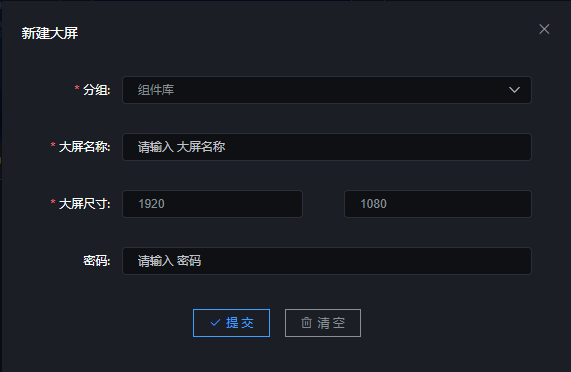 新建大屏
* 分组: 组件库
* 大屏名称: 请输入 大屏名称
* 大屏尺寸: 1920 1080
密码: 请输入 密码
提交 清空